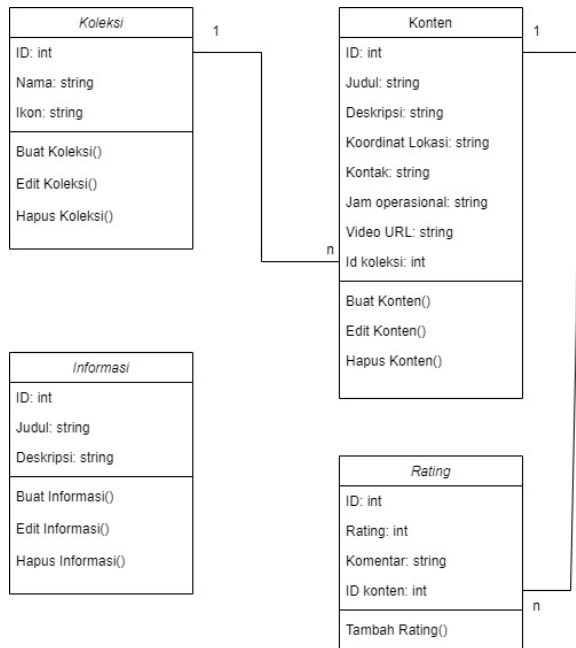 Koleksi
ID: int
Nama: string
Ikon: string
Buat Koleksi()
Edit Koleksi()
Hapus Koleksi()
1
n
Konten
ID: int
Judul: string
Deskripsi: string
Koordinat Lokasi: string
Kontak: string
Jam operasional: string
Video URL: string
Id koleksi: int
Buat Konten()
Edit Konten()
Hapus Konten()
1
Informasi
ID: int
Judul: string
Deskripsi: string
Buat Informasi()
Edit Informasi()
Hapus Informasi()
Rating
ID: int
Rating: int
Komentar: string
ID konten: int
Tambah Rating()
n